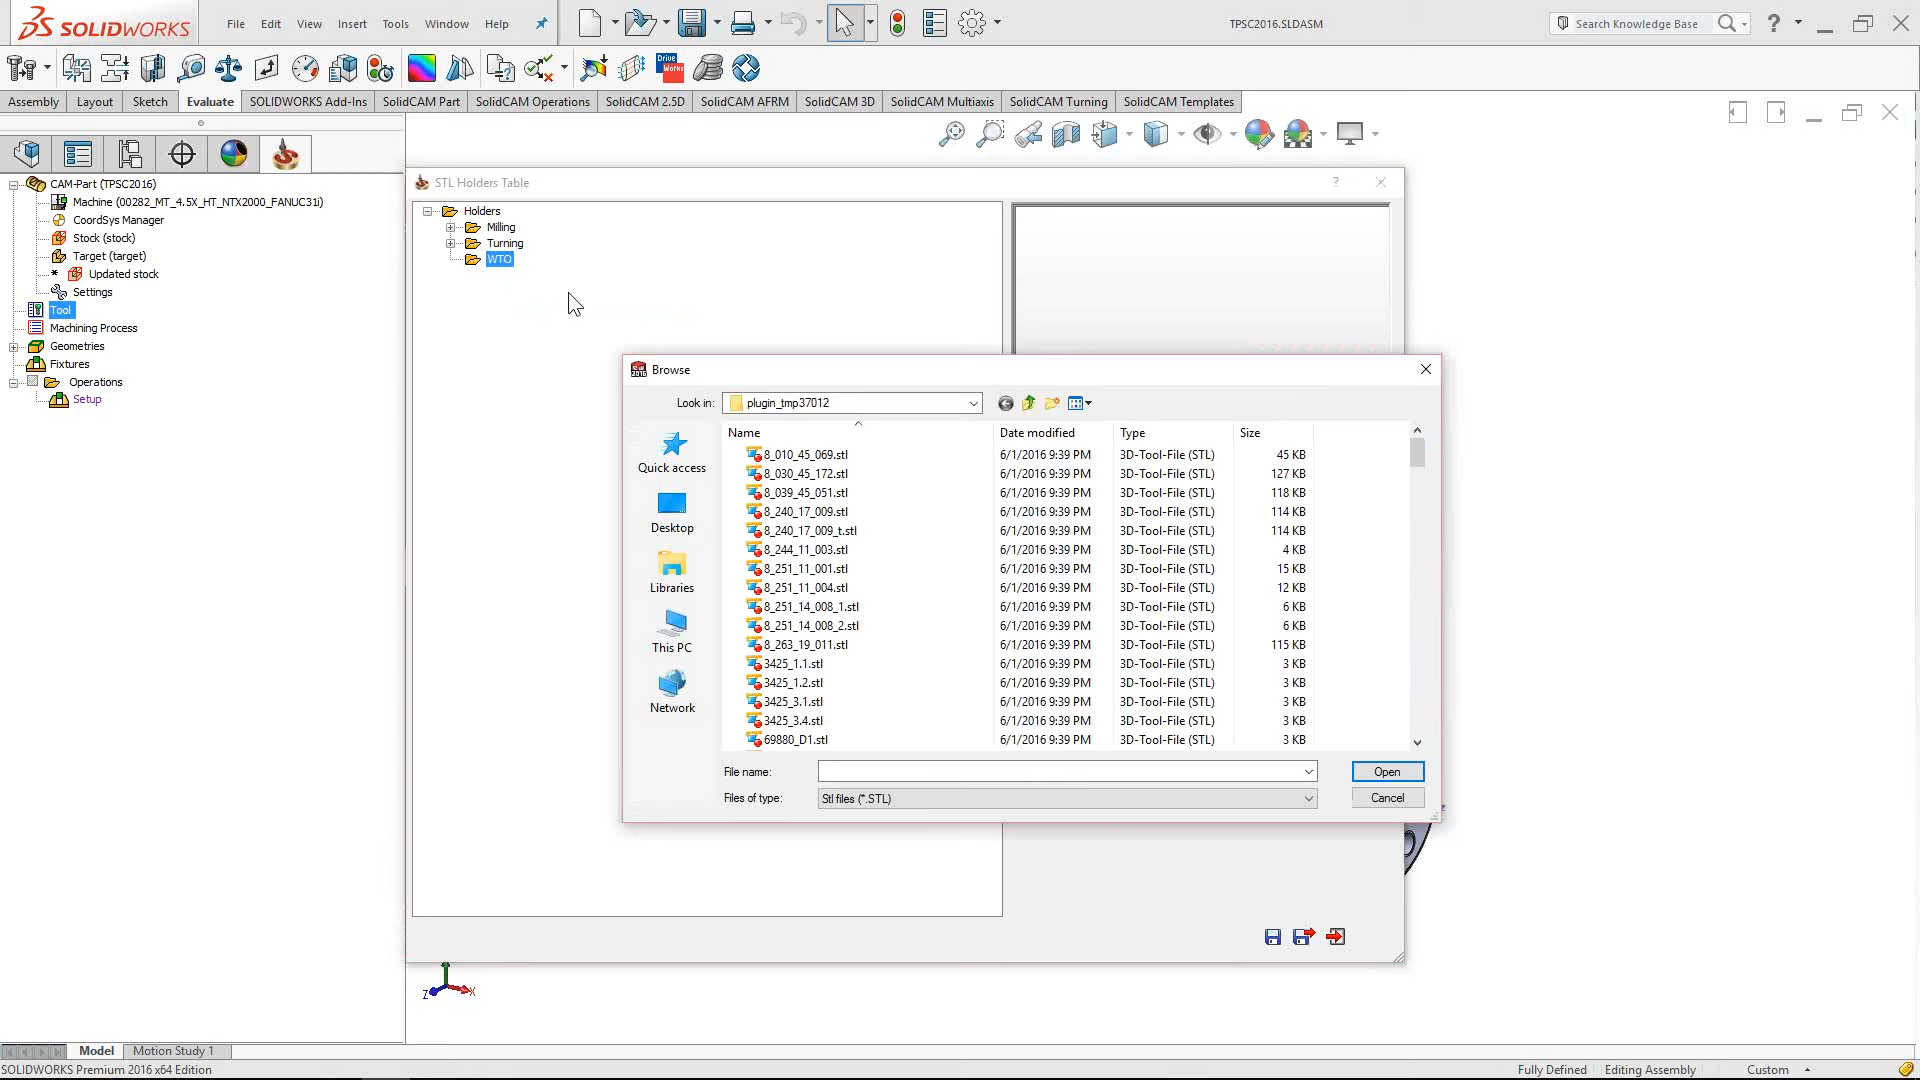 SOLIDWORKS File Edit View Insert Tools Window Help TPSC2016.SLDASM Search Knowledge Base ?
Drive Works
Assembly Layout Sketch Evaluate SOLIDWORKS Add-Ins SolidCAM Part SolidCAM Operations SolidCAM 2.5D SolidCAM AFRM SolidCAM 3D SolidCAM Multiaxis SolidCAM Turning SolidCAM Templates
CAM-Part (TPSC2016)
Machine (00282_MT_4.5X_HT_NTX2000_FANUC31i)
CoordSys Manager
Stock (stock)
Target (target)
* Updated stock
Settings
Tool
Machining Process
Geometries
Fixtures
Operations
Setup
STL Holders Table ?
Holders
Milling
Turning
WTO
Browse
Look in: plugin_tmp37012
Quick access
Desktop
Libraries
This PC
Network
Name Date modified Type Size
8_010_45_069.stl 6/1/2016 9:39 PM 3D-Tool-File (STL) 45 KB
8_030_45_172.stl 6/1/2016 9:39 PM 3D-Tool-File (STL) 127 KB
8_039_45_051.stl 6/1/2016 9:39 PM 3D-Tool-File (STL) 118 KB
8_240_17_009.stl 6/1/2016 9:39 PM 3D-Tool-File (STL) 114 KB
8_240_17_009_t.stl 6/1/2016 9:39 PM 3D-Tool-File (STL) 114 KB
8_244_11_003.stl 6/1/2016 9:39 PM 3D-Tool-File (STL) 4 KB
8_251_11_001.stl 6/1/2016 9:39 PM 3D-Tool-File (STL) 15 KB
8_251_11_004.stl 6/1/2016 9:39 PM 3D-Tool-File (STL) 12 KB
8_251_14_008_1.stl 6/1/2016 9:39 PM 3D-Tool-File (STL) 6 KB
8_251_14_008_2.stl 6/1/2016 9:39 PM 3D-Tool-File (STL) 6 KB
8_263_19_011.stl 6/1/2016 9:39 PM 3D-Tool-File (STL) 115 KB
3425_1.1.stl 6/1/2016 9:39 PM 3D-Tool-File (STL) 3 KB
3425_1.2.stl 6/1/2016 9:39 PM 3D-Tool-File (STL) 3 KB
3425_3.1.stl 6/1/2016 9:39 PM 3D-Tool-File (STL) 3 KB
3425_3.4.stl 6/1/2016 9:39 PM 3D-Tool-File (STL) 3 KB
69880_D1.stl 6/1/2016 9:39 PM 3D-Tool-File (STL) 3 KB
File name: Open
Files of type: Stl files (*.STL) Cancel
Z X
Model Motion Study 1
SOLIDWORKS Premium 2016 x64 Edition Fully Defined Editing Assembly Custom